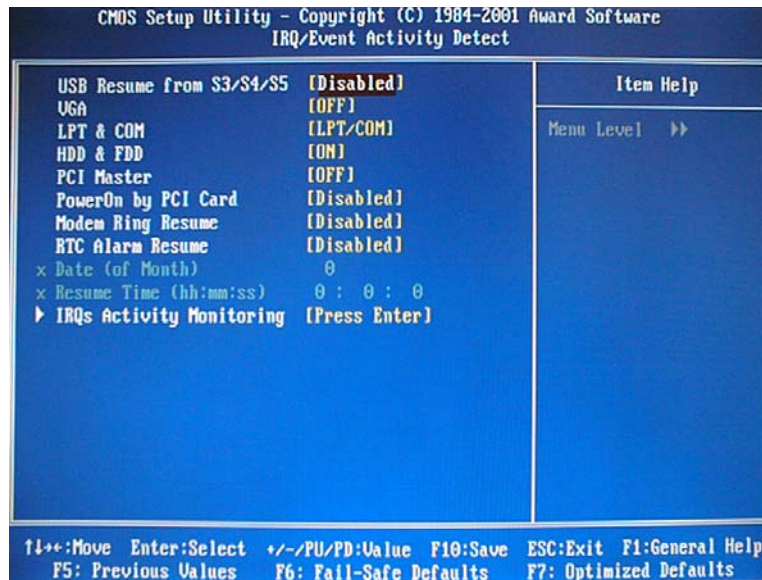 CMOS Setup Utility - Copyright (C) 1984-2001 Award Software
IRQ/Event Activity Detect
USB Resume from S3/S4/S5 [Disabled]
VGA [OFF]
LPT & COM [LPT/COM]
HDD & FDD [ON]
PCI Master [OFF]
PowerOn by PCI Card [Disabled]
Modem Ring Resume [Disabled]
RTC Alarm Resume [Disabled]
x Date (of Month) 0
x Resume Time (hh:mm:ss) 0 : 0 : 0
▶ IRQs Activity Monitoring [Press Enter]
Item Help
Menu Level ▶▶
↑↓→←:Move Enter:Select +/-/PU/PD:Value F10:Save ESC:Exit F1:General Help
F5: Previous Values F6: Fail-Safe Defaults F7: Optimized Defaults